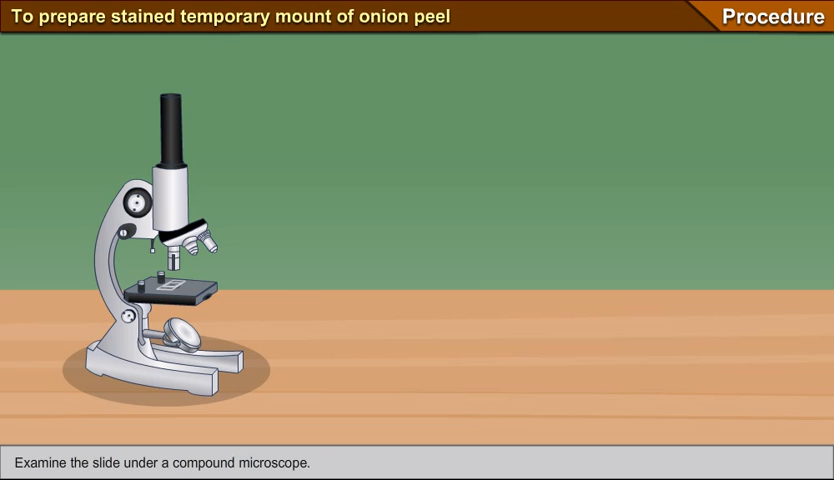 To prepare stained temporary mount of onion peel
Procedure
Examine the slide under a compound microscope.